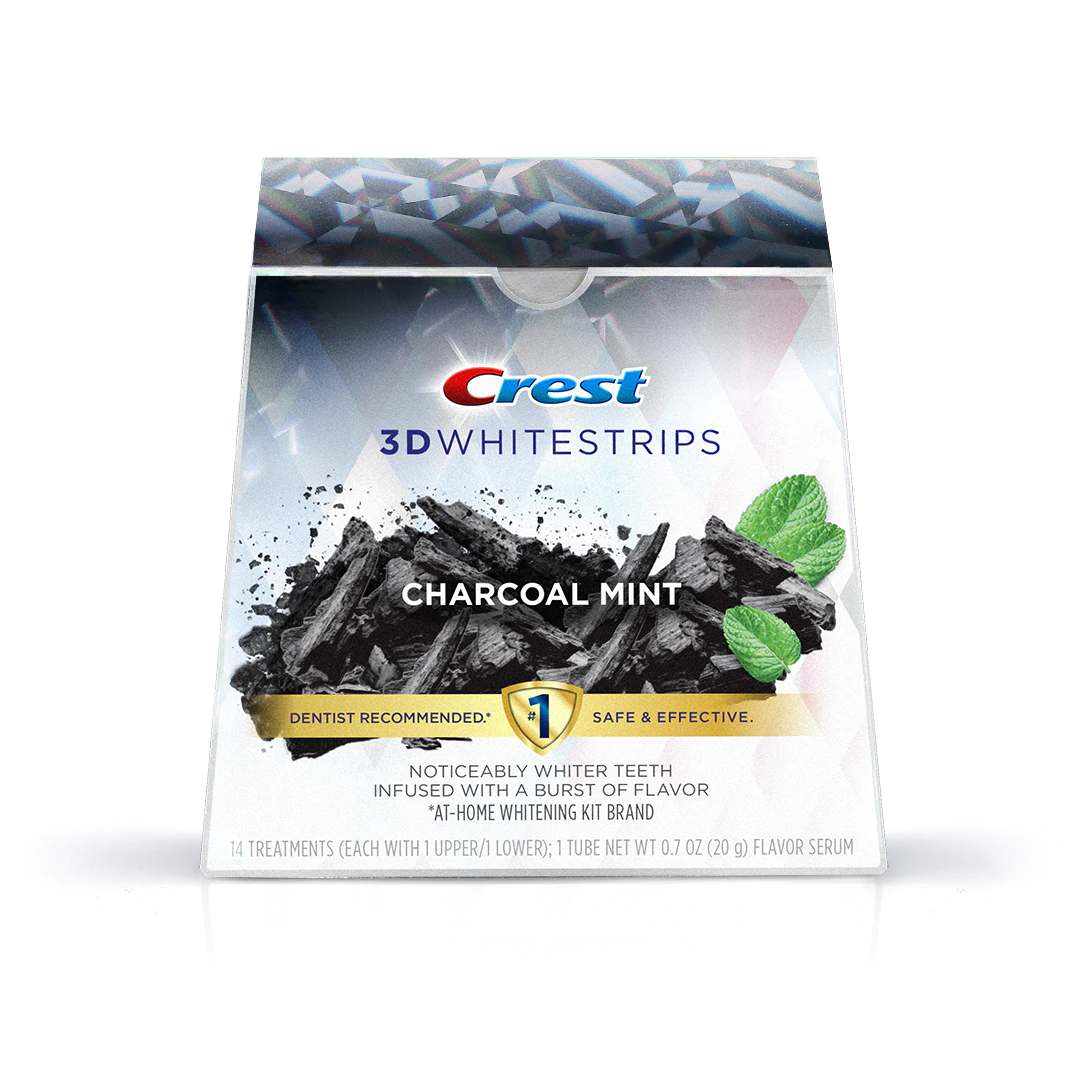 Crest
3DWHITESTRIPS
CHARCOAL MINT
DENTIST RECOMMENDED.* #1 SAFE & EFFECTIVE.
NOTICEABLY WHITER TEETH
INFUSED WITH A BURST OF FLAVOR
*AT-HOME WHITENING KIT BRAND
14 TREATMENTS (EACH WITH 1 UPPER/1 LOWER); 1 TUBE NET WT 0.7 OZ (20 g) FLAVOR SERUM